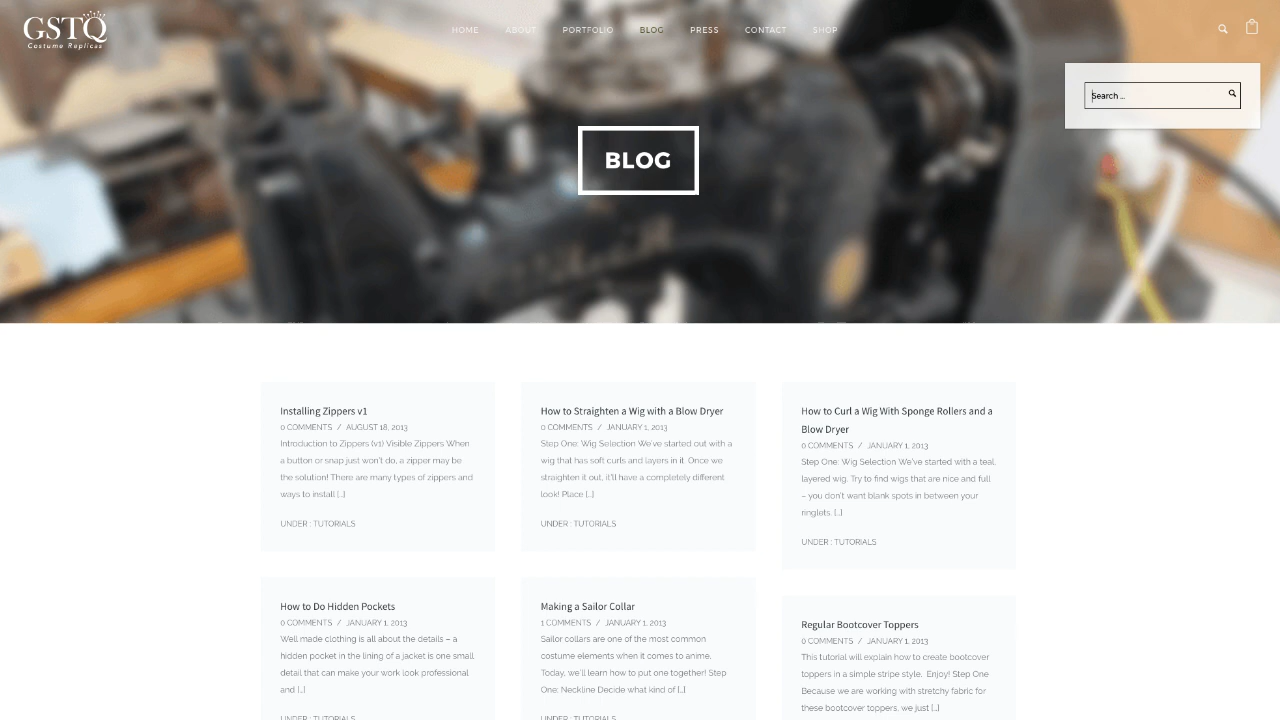 GSTQ
Costume Replicas
HOME ABOUT PORTFOLIO BLOG PRESS CONTACT SHOP
Search ...
BLOG
Installing Zippers v1
0 COMMENTS / AUGUST 18, 2013
Introduction to Zippers (v1) Visible Zippers When
a button or snap just won't do, a zipper may be
the solution! There are many types of zippers and
ways to install [...]
UNDER : TUTORIALS
How to Straighten a Wig with a Blow Dryer
0 COMMENTS / JANUARY 1, 2013
Step One: Wig Selection We've started out with a
wig that has soft curls and layers in it. Once we
straighten it out, it'll have a completely different
look! Place [...]
UNDER : TUTORIALS
How to Curl a Wig With Sponge Rollers and a
Blow Dryer
0 COMMENTS / JANUARY 1, 2013
Step One: Wig Selection We've started with a teal,
layered wig. Try to find wigs that are nice and full
– you don't want blank spots in between your
ringlets. [...]
UNDER : TUTORIALS
How to Do Hidden Pockets
0 COMMENTS / JANUARY 1, 2013
Well made clothing is all about the details – a
hidden pocket in the lining of a jacket is one small
detail that can make your work look professional
and [...]
UNDER : TUTORIALS
Making a Sailor Collar
1 COMMENTS / JANUARY 1, 2013
Sailor collars are one of the most common
costume elements when it comes to anime.
Today, we'll learn how to put one together! Step
One: Neckline Decide what kind of [...]
UNDER : TUTORIALS
Regular Bootcover Toppers
0 COMMENTS / JANUARY 1, 2013
This tutorial will explain how to create bootcover
toppers in a simple stripe style. Enjoy! Step One
Because we are working with stretchy fabric for
these bootcover toppers, we just [...]